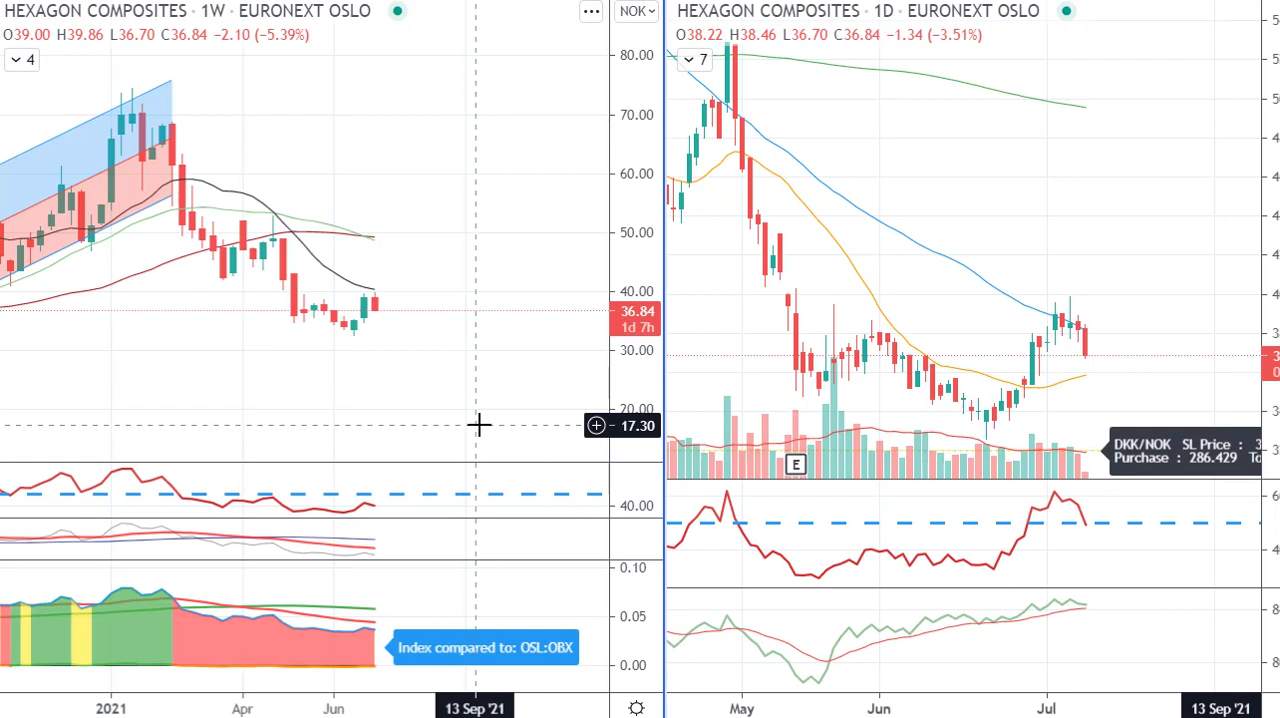 HEXAGON COMPOSITES · 1W · EURONEXT OSLO
O39.00 H39.86 L36.70 C36.84 −2.10 (−5.39%)
4
NOK
80.00
70.00
60.00
50.00
40.00
36.84
1d 7h
30.00
20.00
17.30
40.00
0.10
0.05
0.00
Index compared to: OSL:OBX
2021
Apr
Jun
13 Sep '21
HEXAGON COMPOSITES · 1D · EURONEXT OSLO
O38.22 H38.46 L36.70 C36.84 −1.34 (−3.51%)
7
E
DKK/NOK SL Price : 3
Purchase : 286.429 To
May
Jun
Jul
13 Sep '21